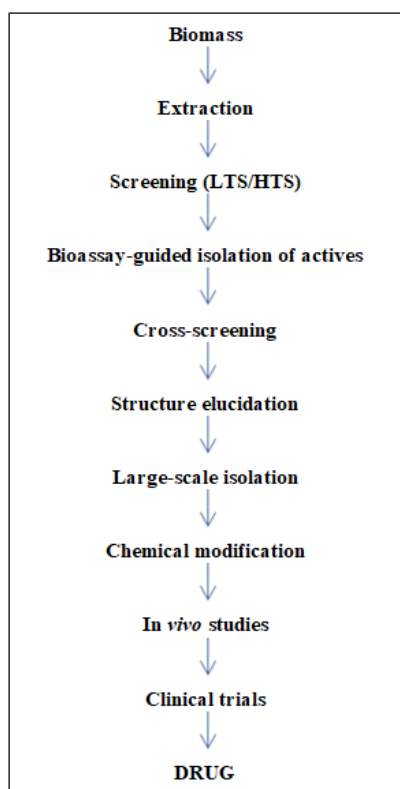 Biomass
Extraction
Screening (LTS/HTS)
Bioassay-guided isolation of actives
Cross-screening
Structure elucidation
Large-scale isolation
Chemical modification
In vivo studies
Clinical trials
DRUG